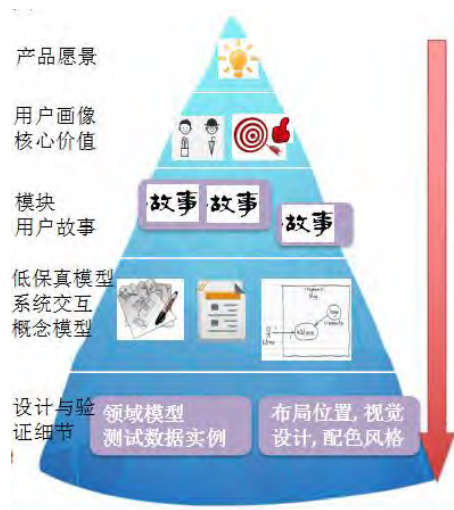 产品愿景
用户画像
核心价值
模块
用户故事
故事 故事
故事
低保真模型
系统交互
概念模型
设计与验
证细节
领域模型
测试数据实例
布局位置,视觉
设计,配色风格